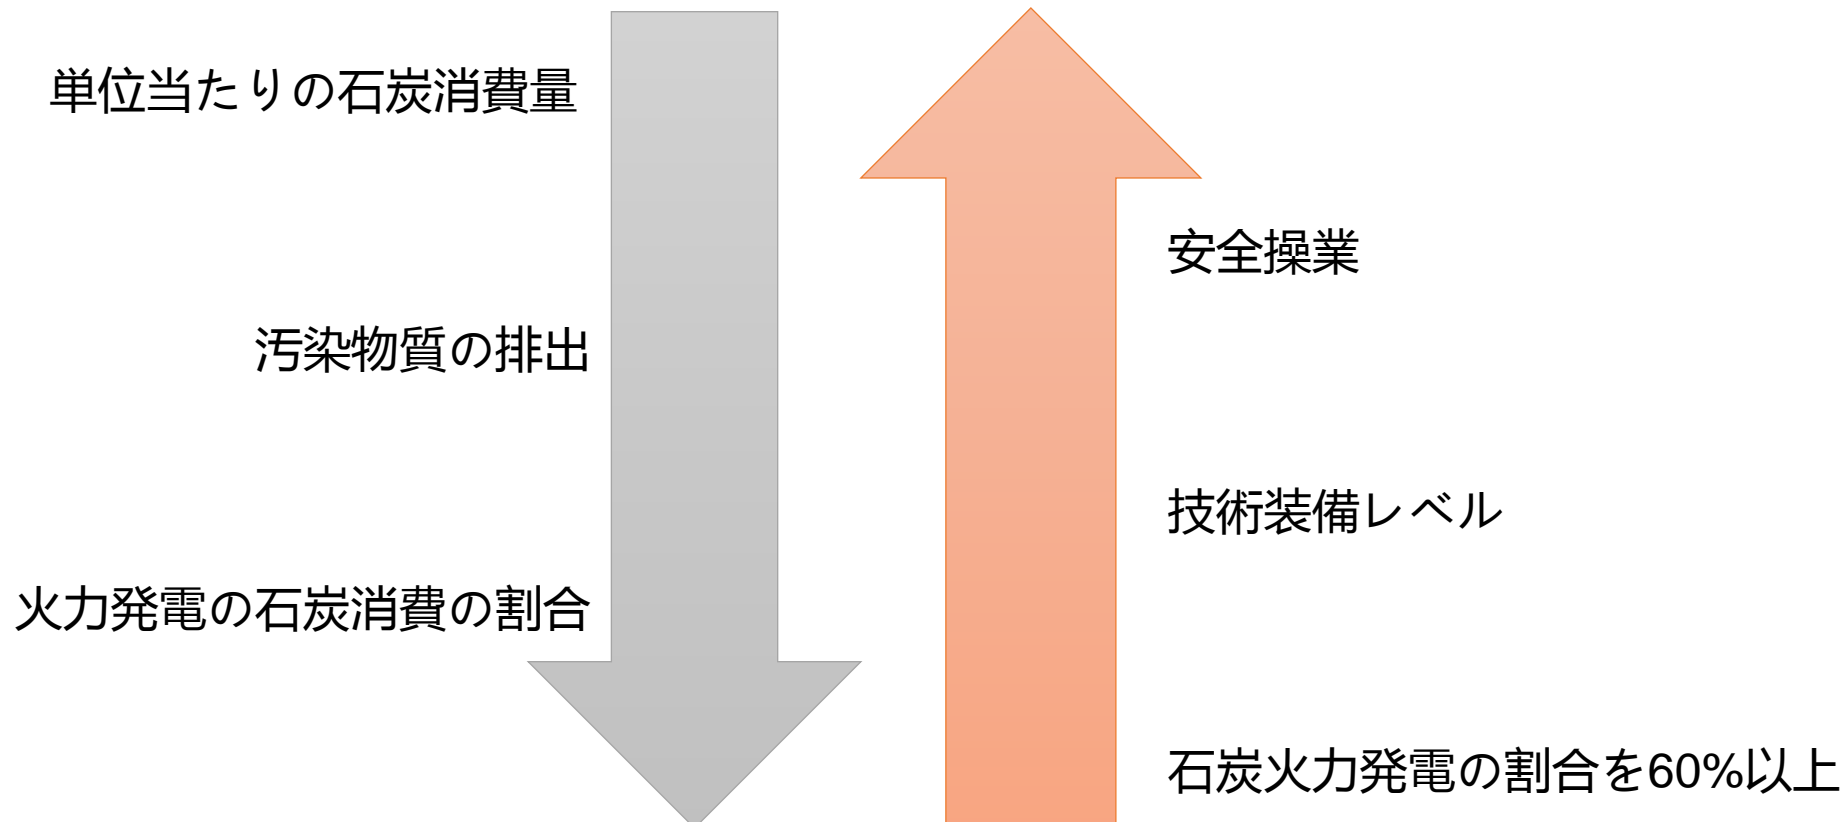 単位当たりの石炭消費量
汚染物質の排出
火力発電の石炭消費の割合
安全操業
技術装備レベル
石炭火力発電の割合を60%以上